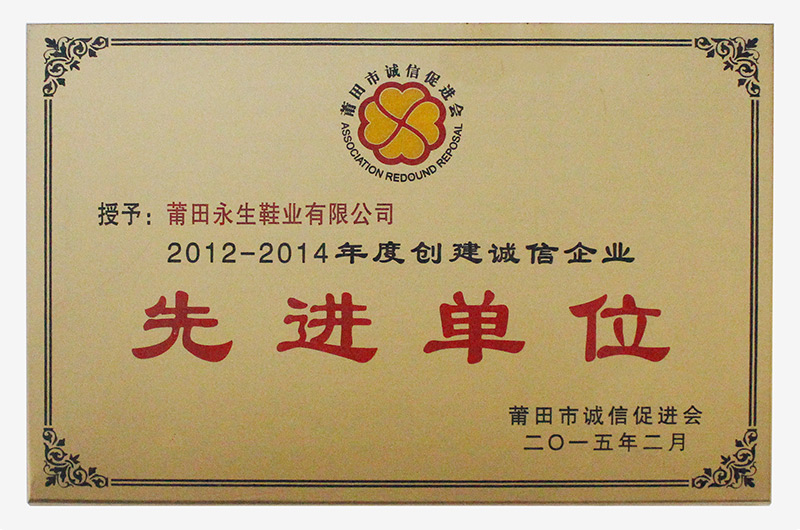 莆田市诚信促进会
ASSOCIATION REDOUND REPOSAL
授予：莆田永生鞋业有限公司
2012-2014年度创建诚信企业
先进单位
莆田市诚信促进会
二〇一五年二月